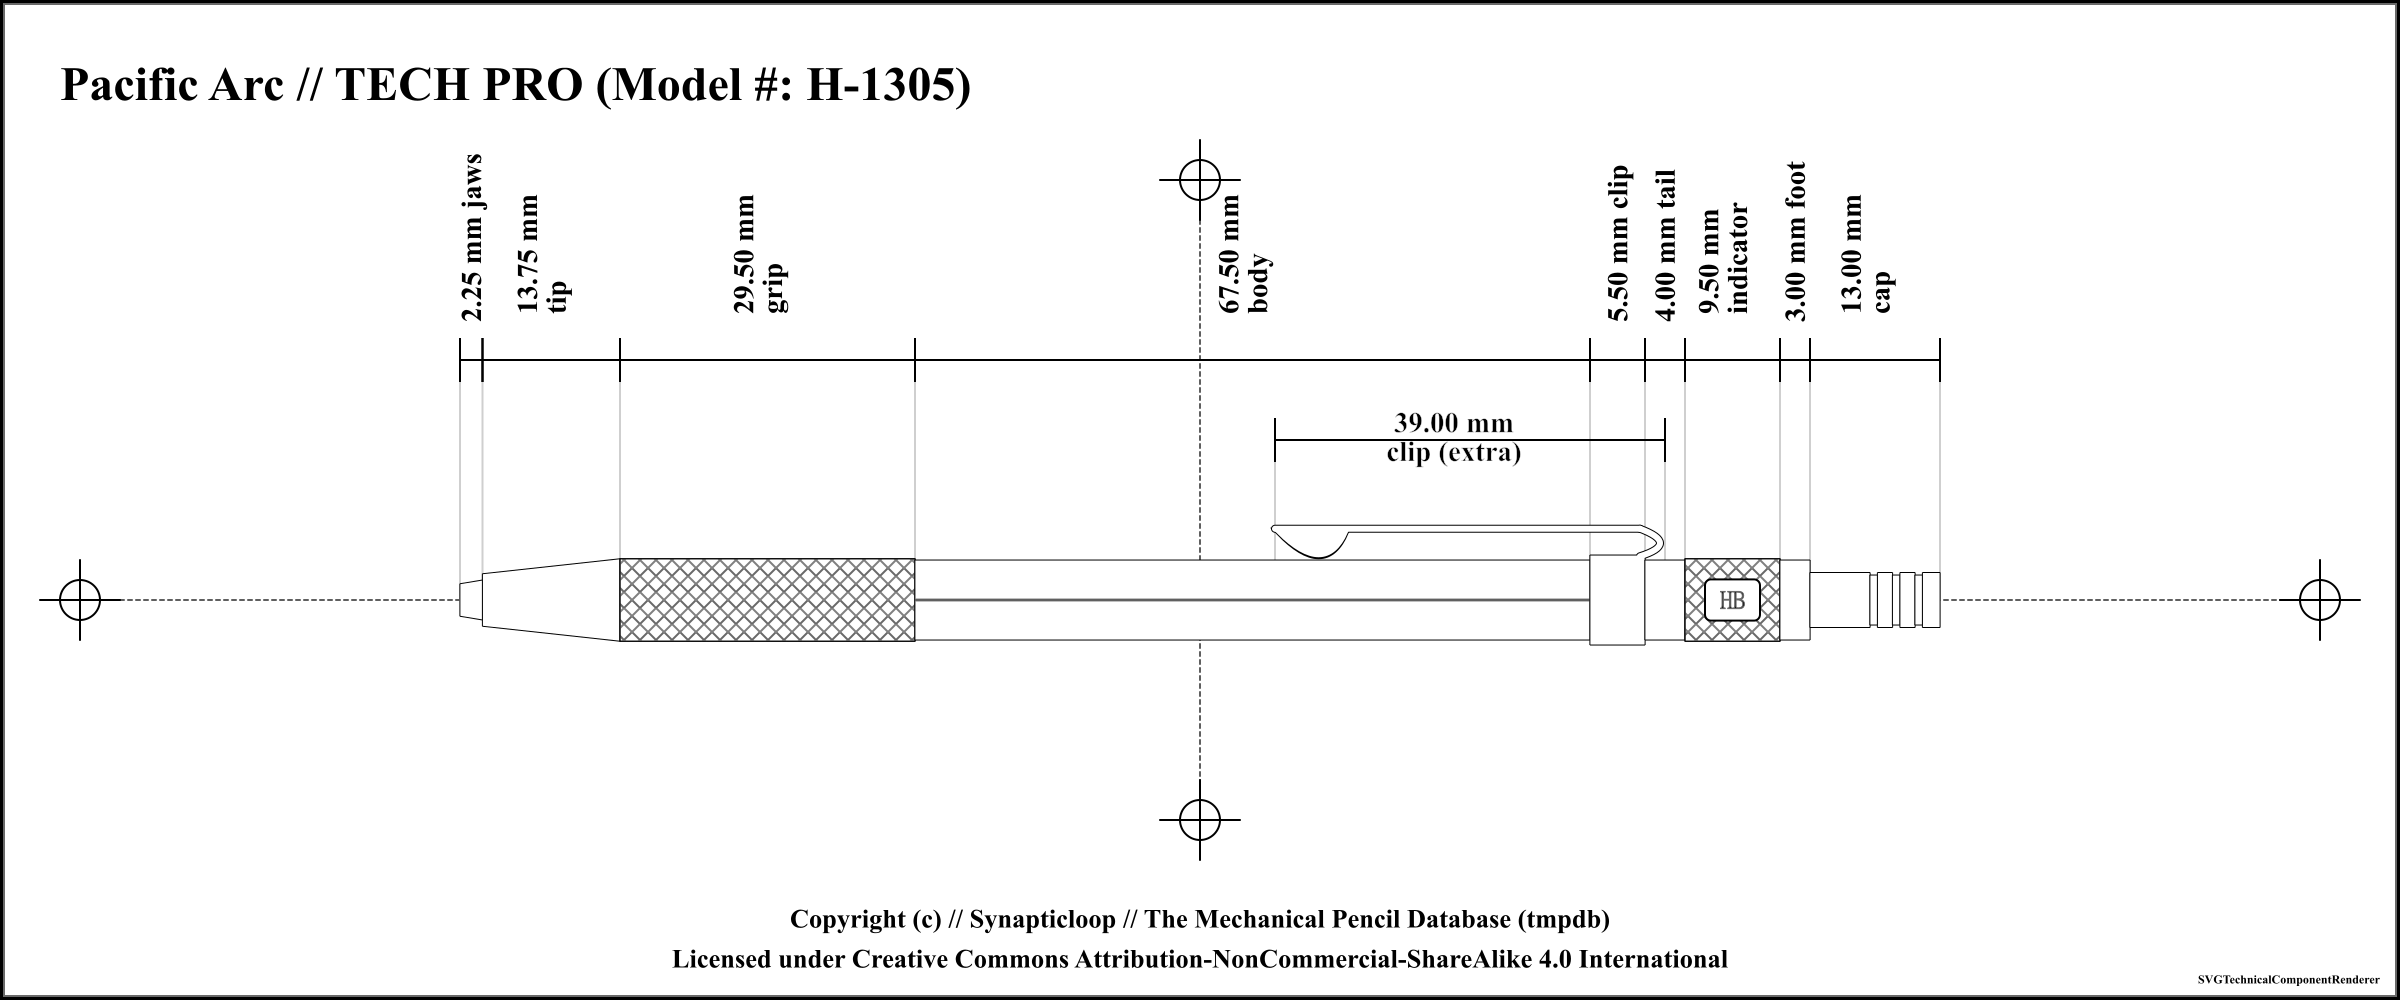 Pacific Arc // TECH PRO (Model #: H-1305)
2.25 mm jaws
13.75 mm
tip
29.50 mm
grip
67.50 mm
body
5.50 mm clip
4.00 mm tail
9.50 mm
indicator
3.00 mm foot
13.00 mm
cap
39.00 mm
clip (extra)
HB
Copyright (c) // Synapticloop // The Mechanical Pencil Database (tmpdb)
Licensed under Creative Commons Attribution-NonCommercial-ShareAlike 4.0 International
SVGTechnicalComponentRenderer